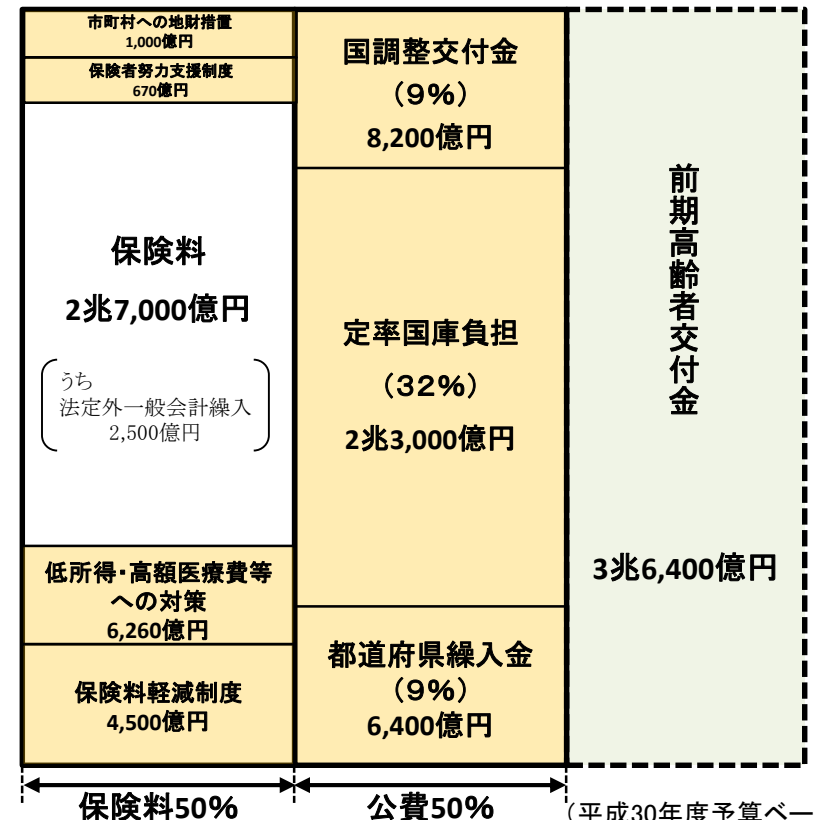 市町村への地財措置
1,000億円
保険者努力支援制度
670億円
保険料
2兆7,000億円
うち
法定外一般会計繰入
2,500億円
低所得・高額医療費等
への対策
6,260億円
保険料軽減制度
4,500億円
国調整交付金
（9％）
8,200億円
定率国庫負担
（32％）
2兆3,000億円
都道府県繰入金
（9％）
6,400億円
前期高齢者交付金
3兆6,400億円
保険料50％
公費50％
（平成30年度予算ベー